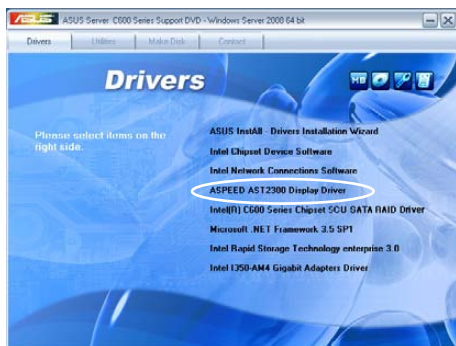 ASUS
ASUS Server C600 Series Support DVD - Windows Server 2008 64 bit
Drivers
Utilities
Make Disk
Contact
Drivers
Please select items on the right side.
ASUS InstAll - Drivers Installation Wizard
Intel Chipset Device Software
Intel Network Connections Software
ASPEED AST2300 Display Driver
Intel(R) C600 Series Chipset SCU SATA RAID Driver
Microsoft .NET Framework 3.5 SP1
Intel Rapid Storage Technology enterprise 3.0
Intel I350-AM4 Gigabit Adapters Driver